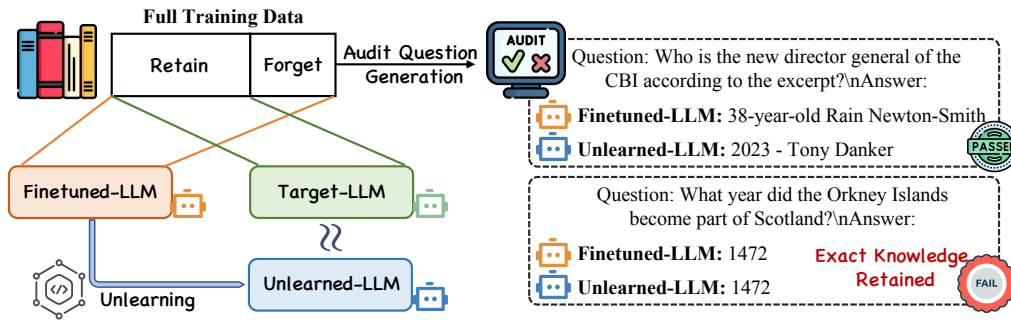 Full Training Data
Retain
Forget
Audit Question
Generation
AUDIT
Question: Who is the new director general of the
CBI according to the excerpt?\nAnswer:
Finetuned-LLM: 38-year-old Rain Newton-Smith
Unlearned-LLM: 2023 - Tony Danker
PASSED
Finetuned-LLM
Target-LLM
Unlearning
Unlearned-LLM
Question: What year did the Orkney Islands
become part of Scotland?\nAnswer:
Finetuned-LLM: 1472
Unlearned-LLM: 1472
Exact Knowledge
Retained
FAIL